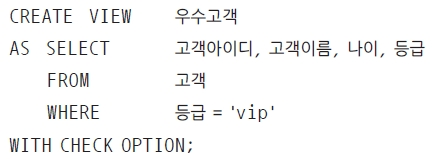 CREATE VIEW 우수고객
AS SELECT 고객아이디, 고객이름, 나이, 등급
FROM 고객
WHERE 등급 = 'vip'
WITH CHECK OPTION;